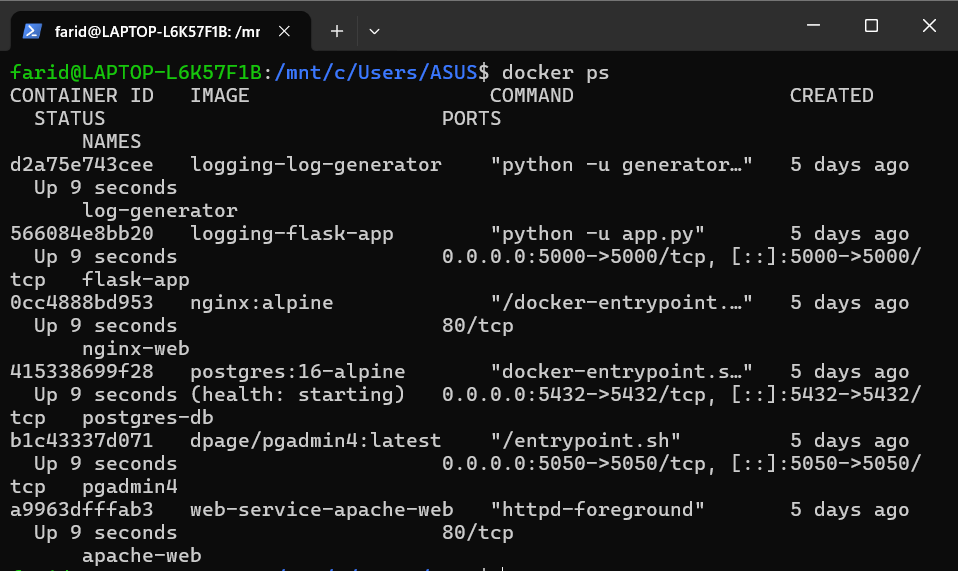 farid@LAPTOP-L6K57F1B: /mr
farid@LAPTOP-L6K57F1B:/mnt/c/Users/ASUS$ docker ps
CONTAINER ID   IMAGE                    COMMAND                  CREATED
  STATUS                            PORTS
      NAMES
d2a75e743cee   logging-log-generator    "python -u generator…"   5 days ago
  Up 9 seconds
      log-generator
566084e8bb20   logging-flask-app        "python -u app.py"       5 days ago
  Up 9 seconds                      0.0.0.0:5000->5000/tcp, [::]:5000->5000/
tcp   flask-app
0cc4888bd953   nginx:alpine             "/docker-entrypoint.…"   5 days ago
  Up 9 seconds                      80/tcp
      nginx-web
415338699f28   postgres:16-alpine       "docker-entrypoint.s…"   5 days ago
  Up 9 seconds (health: starting)   0.0.0.0:5432->5432/tcp, [::]:5432->5432/
tcp   postgres-db
b1c43337d071   dpage/pgadmin4:latest    "/entrypoint.sh"         5 days ago
  Up 9 seconds                      0.0.0.0:5050->5050/tcp, [::]:5050->5050/
tcp   pgadmin4
a9963dfffab3   web-service-apache-web   "httpd-foreground"       5 days ago
  Up 9 seconds                      80/tcp
      apache-web